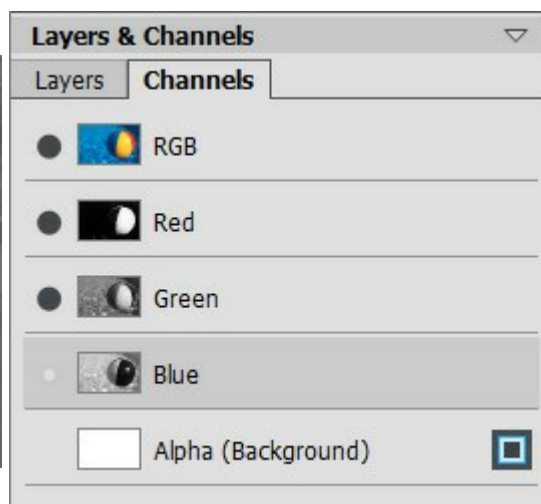 Layers & Channels
Layers Channels
RGB
Red
Green
Blue
Alpha (Background)